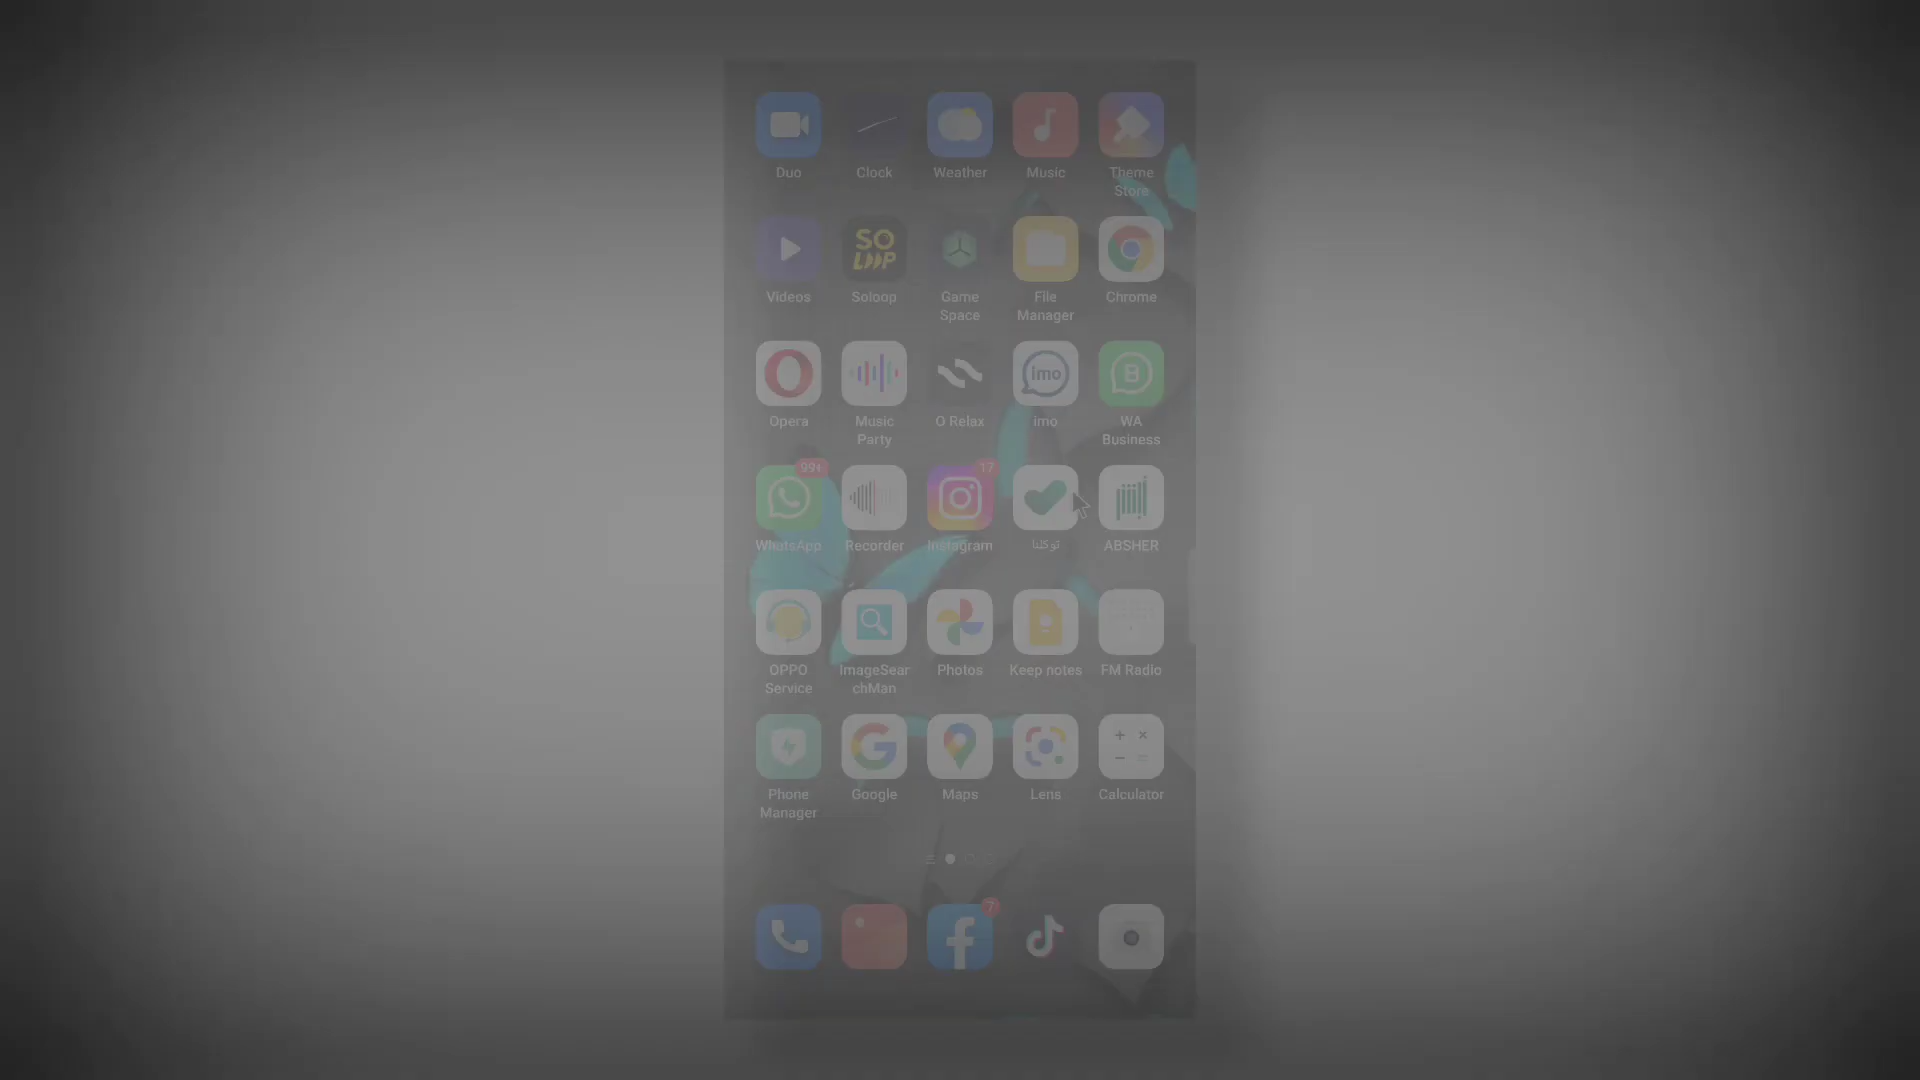 Duo Clock Weather Music Theme
Store
SO
LOOP
Videos Soloop Game File Chrome
Space Manager
imo B
Opera Music O Relax imo WA
Party Business
99+ 17
WhatsApp Recorder Instagram توكلنا ABSHER
OPPO ImageSear Photos Keep notes FM Radio
Service chMan
Phone Google Maps Lens Calculator
Manager
7